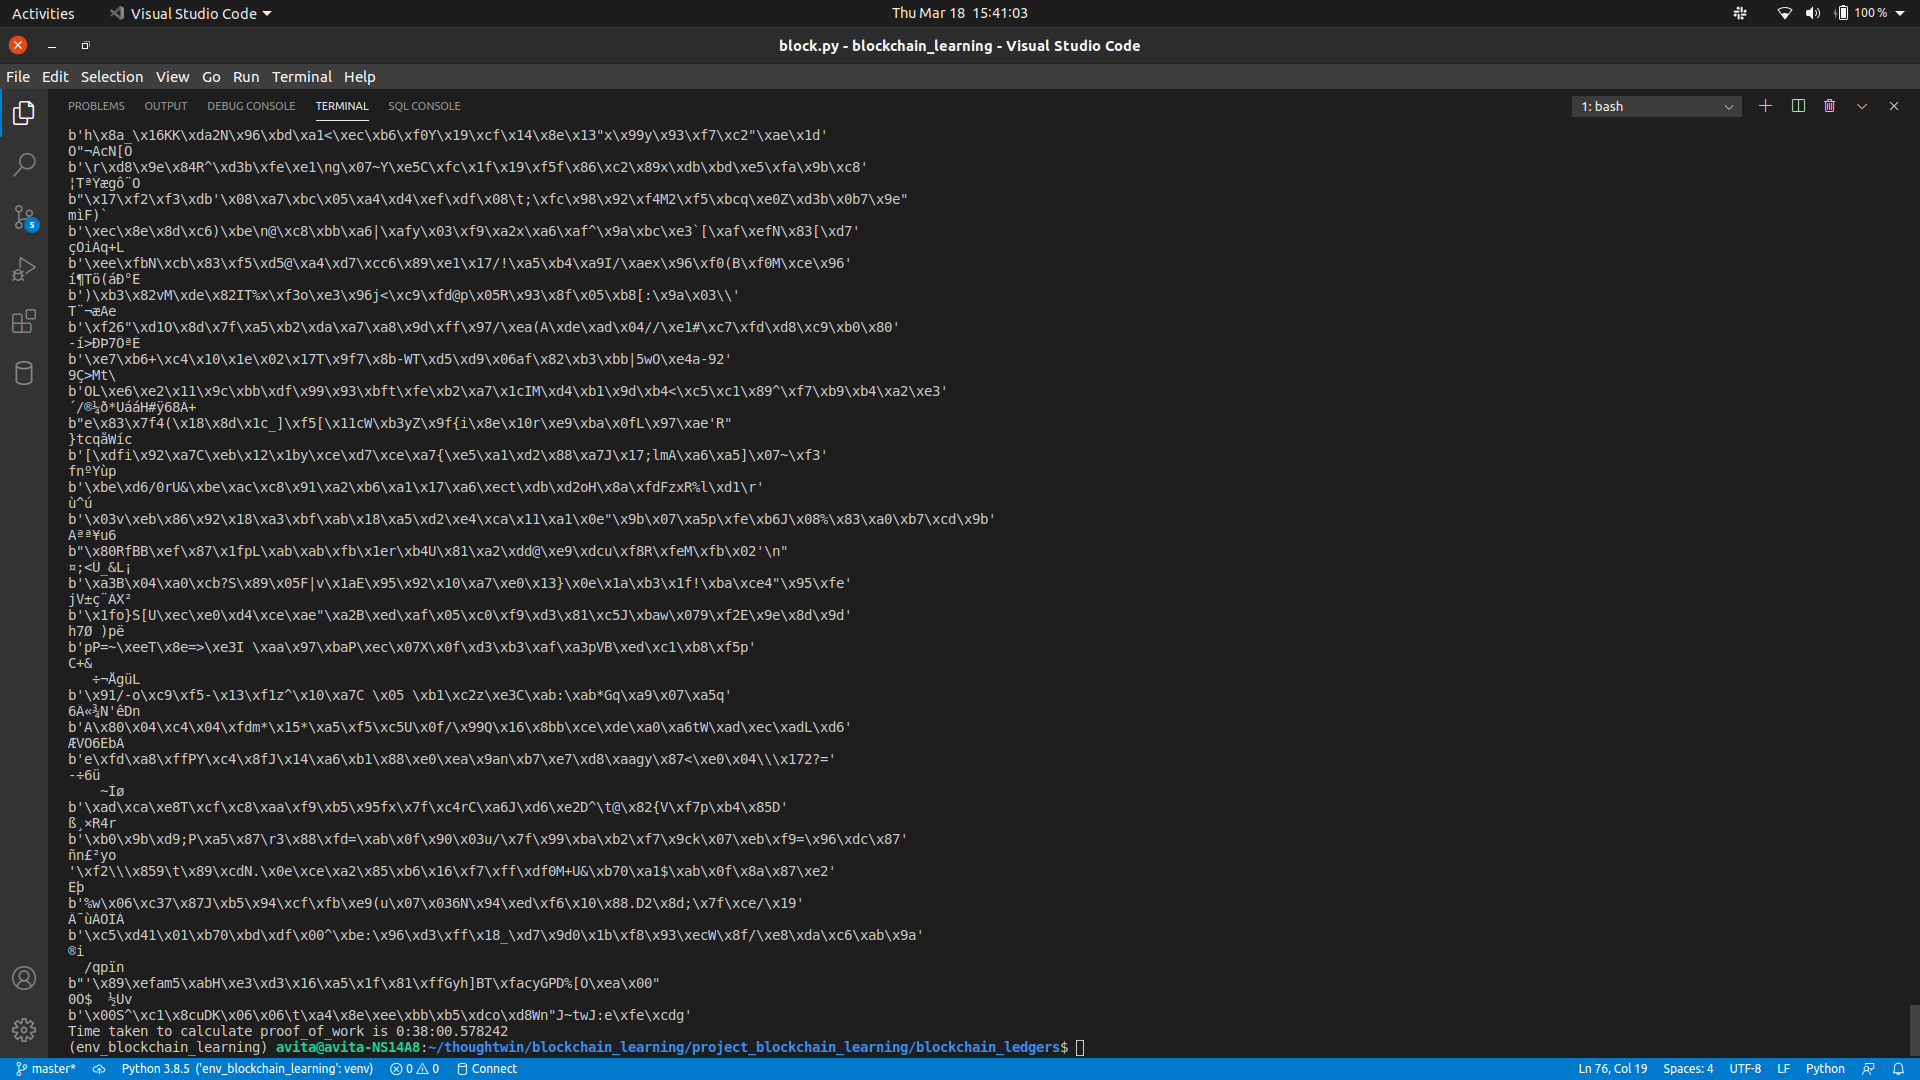 Activities
Visual Studio Code
Thu Mar 18 15:41:03
100 %
block.py - blockchain_learning - Visual Studio Code
File Edit Selection View Go Run Terminal Help
PROBLEMS OUTPUT DEBUG CONSOLE TERMINAL SQL CONSOLE
1: bash
b'h\x8a_\x16KK\xda2N\x96\xbd\xa1<\xec\xb6\xf0Y\x19\xcf\x14\x8e\x13"x\x99y\x93\xf7\xc2"\xae\x1d'
O"¬AcN[O
b'\r\xd8\x9e\x84R^\xd3b\xfe\xe1\ng\x07~Y\xe5C\xfc\x1f\x19\xf5f\x86\xc2\x89x\xdb\xbd\xe5\xfa\x9b\xc8'
¦TªYægô¨O
b"\x17\xf2\xf3\xdb'\x08\xa7\xbc\x05\xa4\xd4\xef\xdf\x08\t;\xfc\x98\x92\xf4M2\xf5\xbcq\xe0Z\xd3b\x0b7\x9e"
mìF)`
b'\xec\x8e\x8d\xc6)\xbe\n@\xc8\xbb\xa6|\xafy\x03\xf9\xa2x\xa6\xaf^\x9a\xbc\xe3`[\xaf\xefN\x83[\xd7'
çOiÀq+L
b'\xee\xfbN\xcb\x83\xf5\xd5@\xa4\xd7\xcc6\x89\xe1\x17/!\xa5\xb4\xa9I/\xaex\x96\xf0(B\xf0M\xce\x96'
í¶Tô(áÐ°E
b')\xb3\x82vM\xde\x82IT%x\xf3o\xe3\x96j<\xc9\xfd@p\x05R\x93\x8f\x05\xb8[:\x9a\x03\\'
T¨¬æAe
b'\xf26"\xd1O\x8d\x7f\xa5\xb2\xda\xa7\xa8\x9d\xff\x97/\xea(A\xde\xad\x04//\xe1#\xc7\xfd\xd8\xc9\xb0\x80'
-í>ÐÞ7OªE
b'\xe7\xb6+\xc4\x10\x1e\x02\x17T\x9f7\x8b-WT\xd5\xd9\x06af\x82\xb3\xbb|5wO\xe4a-92'
9Ç>Mt\
b'OL\xe6\xe2\x11\x9c\xbb\xdf\x99\x93\xbft\xfe\xb2\xa7\x1cIM\xd4\xb1\x9d\xb4<\xc5\xc1\x89^\xf7\xb9\xb4\xa2\xe3'
´/®¼ð*UááH#ÿ68À+
b"e\x83\x7f4(\x18\x8d\x1c_]\xf5[\x11cW\xb3yZ\x9f{i\x8e\x10r\xe9\xba\x0fL\x97\xae'R"
}tcqåWíc
b'[\xdfi\x92\xa7C\xeb\x12\x1by\xce\xd7\xce\xa7{\xe5\xa1\xd2\x88\xa7J\x17;lmA\xa6\xa5]\x07~\xf3'
fnºYùp
b'\xbe\xd6/0rU&\xbe\xac\xc8\x91\xa2\xb6\xa1\x17\xa6\xect\xdb\xd2oH\x8a\xfdFzxR%l\xd1\r'
ù^ú
b'\x03v\xeb\x86\x92\x18\xa3\xbf\xab\x18\xa5\xd2\xe4\xca\x11\xa1\x0e"\x9b\x07\xa5p\xfe\xb6J\x08%\x83\xa0\xb7\xcd\x9b'
Aªª¥u6
b"\x80RfBB\xef\x87\x1fpL\xab\xab\xfb\x1er\xb4U\x81\xa2\xdd@\xe9\xdcu\xf8R\xfeM\xfb\x02'\n"
¤;<U_&L¡
b'\xa3B\x04\xa0\xcb?S\x89\x05F|v\x1aE\x95\x92\x10\xa7\xe0\x13}\x0e\x1a\xb3\x1f!\xba\xce4"\x95\xfe'
jV±ç¨AX²
b'\x1fo}S[U\xec\xe0\xd4\xce\xae"\xa2B\xed\xaf\x05\xc0\xf9\xd3\x81\xc5J\xbaw\x079\xf2E\x9e\x8d\x9d'
h7Ø )pë
b'pP=~\xeeT\x8e=>\xe3I \xaa\x97\xbaP\xec\x07X\x0f\xd3\xb3\xaf\xa3pVB\xed\xc1\xb8\xf5p'
C+&
÷¬ÅgüL
b'\x91/-o\xc9\xf5-\x13\xf1z^\x10\xa7C \x05 \xb1\xc2z\xe3C\xab:\xab*Gq\xa9\x07\xa5q'
6Ä«¾N'êDn
b'A\x80\x04\xc4\x04\xfdm*\x15*\xa5\xf5\xc5U\x0f/\x99Q\x16\x8bb\xce\xde\xa0\xa6tW\xad\xec\xadL\xd6'
ÆVO6EbÂ
b'e\xfd\xa8\xffPY\xc4\x8fJ\x14\xa6\xb1\x88\xe0\xea\x9an\xb7\xe7\xd8\xaagy\x87<\xe0\x04\\\x172?='
-÷6ü
~Iø
b'\xad\xca\xe8T\xcf\xc8\xaa\xf9\xb5\x95fx\x7f\xc4rC\xa6J\xd6\xe2D^\t@\x82{V\xf7p\xb4\x85D'
ß¸×R4r
b'\xb0\x9b\xd9;P\xa5\x87\r3\x88\xfd=\xab\x0f\x90\x03u/\x7f\x99\xba\xb2\xf7\x9ck\x07\xeb\xf9=\x96\xdc\x87'
ñn£²yo
'\xf2\\\x859\t\x89\xcdN.\x0e\xce\xa2\x85\xb6\x16\xf7\xff\xdf0M+U&\xb70\xa1$\xab\x0f\x8a\x87\xe2'
Ëþ
b'%w\x06\xc37\x87J\xb5\x94\xcf\xfb\xe9(u\x07\x036N\x94\xed\xf6\x10\x88.D2\x8d;\x7f\xce/\x19'
Ä¯ùÀÒÍÀ
b'\xc5\xd41\x01\xb70\xbd\xdf\x00^\xbe:\x96\xd3\xff\x18_\xd7\x9d0\x1b\xf8\x93\xecW\x8f/\xe8\xda\xc6\xab\x9a'
®i
/qpïn
b"'\x89\xefam5\xabH\xe3\xd3\x16\xa5\x1f\x81\xffGyh]BT\xfacyGPD%[O\xea\x00"
0Ö$ ½Üv
b'\x00S^\xc1\x8cuDK\x06\x06\t\xa4\x8e\xee\xbb\xb5\xdco\xd8Wn"J~twJ:e\xfe\xcdg'
Time taken to calculate proof_of_work is 0:38:00.578242
(env_blockchain_learning) avita@avita-NS14A8:~/thoughtwin/blockchain_learning/project_blockchain_learning/blockchain_ledgers$
5
master* Python 3.8.5 ('env_blockchain_learning': venv) 0 0 Connect
Ln 76, Col 19 Spaces: 4 UTF-8 LF Python